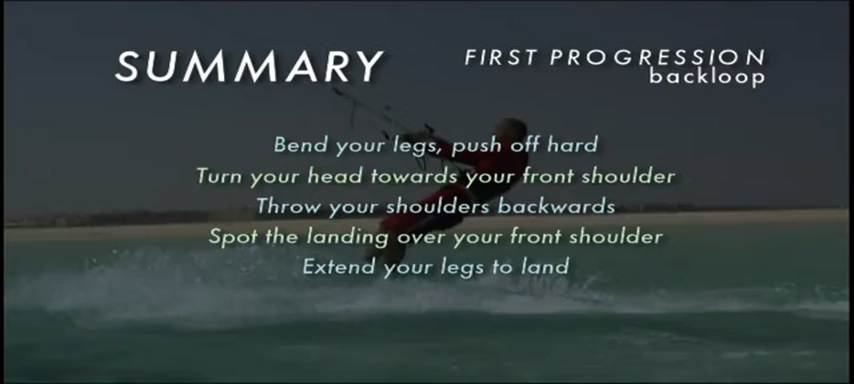 SUMMARY
FIRST PROGRESSION
backloop
Bend your legs, push off hard
Turn your head towards your front shoulder
Throw your shoulders backwards
Spot the landing over your front shoulder
Extend your legs to land